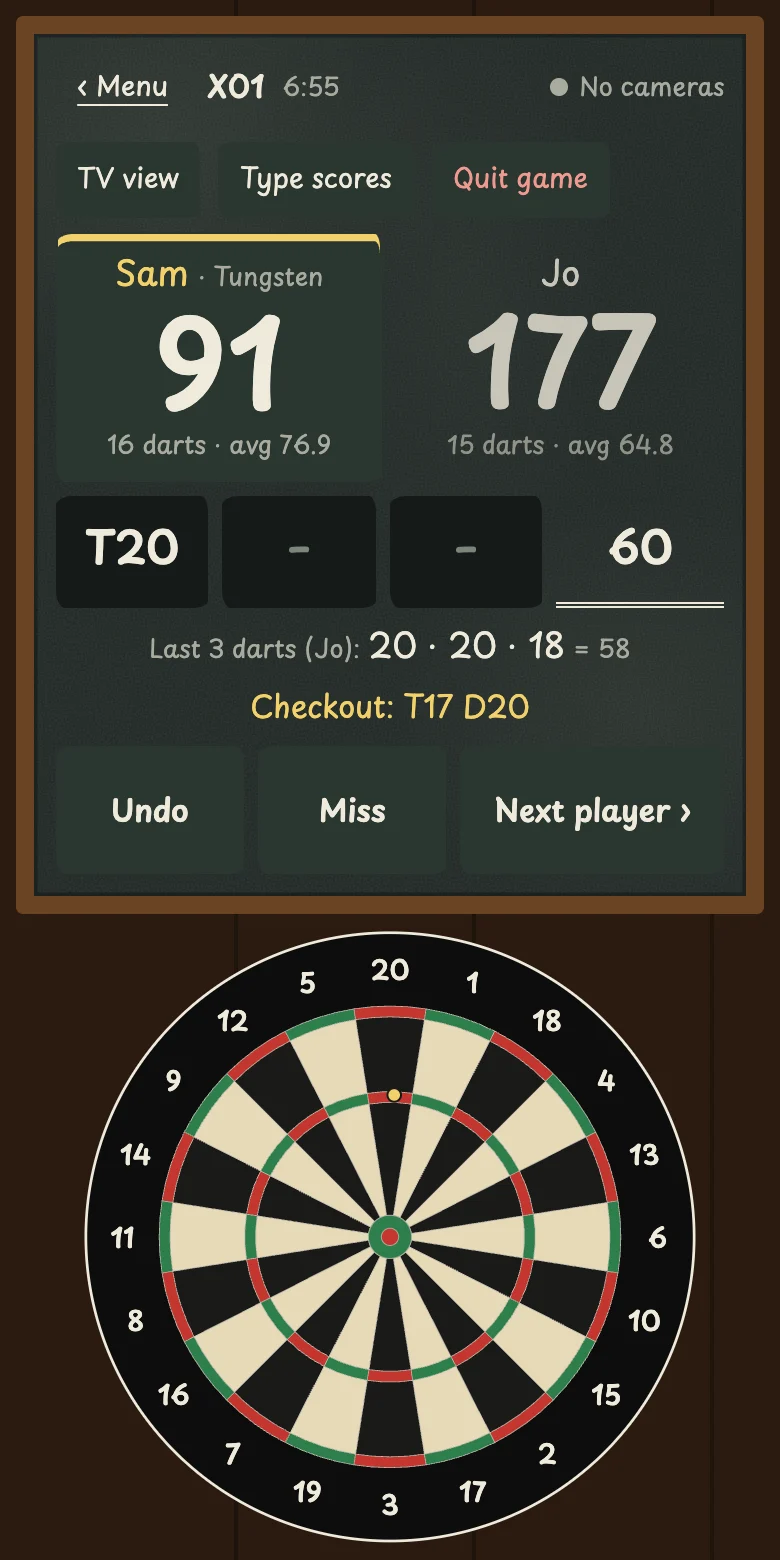 ‹ Menu X01 6:55 No cameras
TV view Type scores Quit game
Sam · Tungsten
91
16 darts · avg 76.9
Jo
177
15 darts · avg 64.8
T20 – – 60
Last 3 darts (Jo): 20 · 20 · 18 = 58
Checkout: T17 D20
Undo Miss Next player ›
20
5 1
12 18
9 4
14 13
11 6
8 10
16 15
7 2
19 17
3